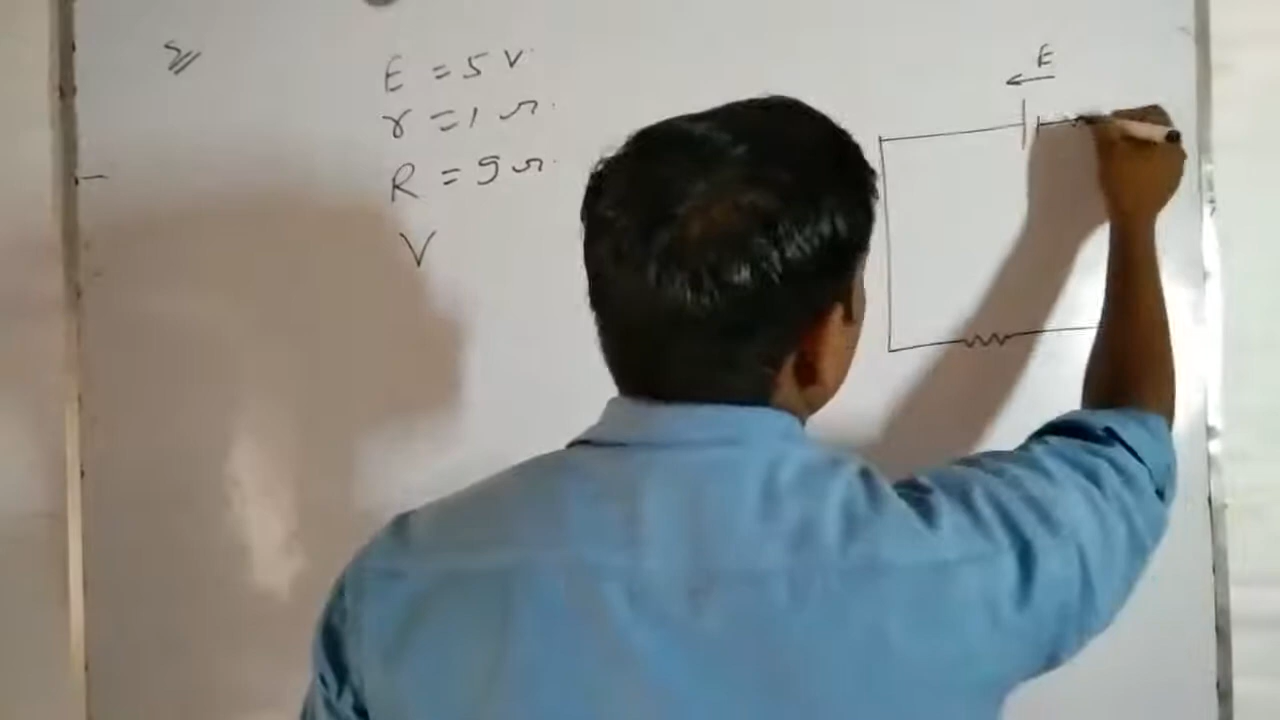 E = 5 V.
r = 1 Ω.
R = 9 Ω.
V
E